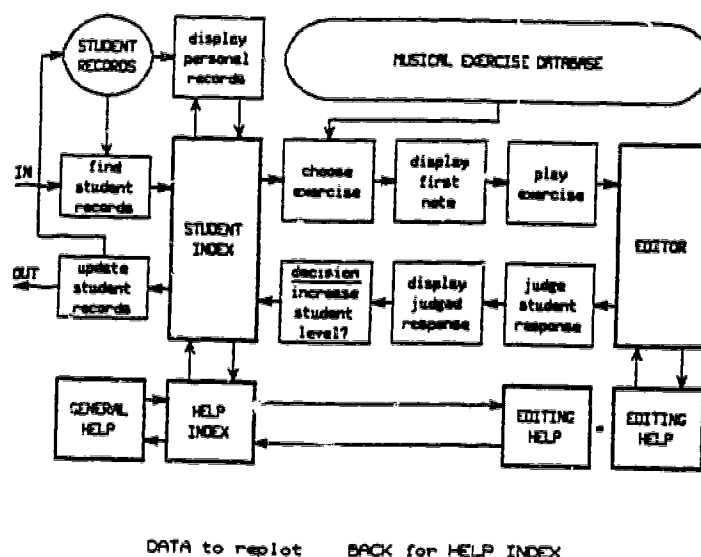 STUDENT
RECORDS
display
personal
records
MUSICAL EXERCISE DATABASE
IN
find
student
records
STUDENT
INDEX
choose
exercise
display
first
note
play
exercise
EDITOR
OUT
update
student
records
decision
increase
student
level?
display
judged
response
judge
student
response
GENERAL
HELP
HELP
INDEX
EDITING
HELP
=
EDITING
HELP
DATA to replot BACK for HELP INDEX